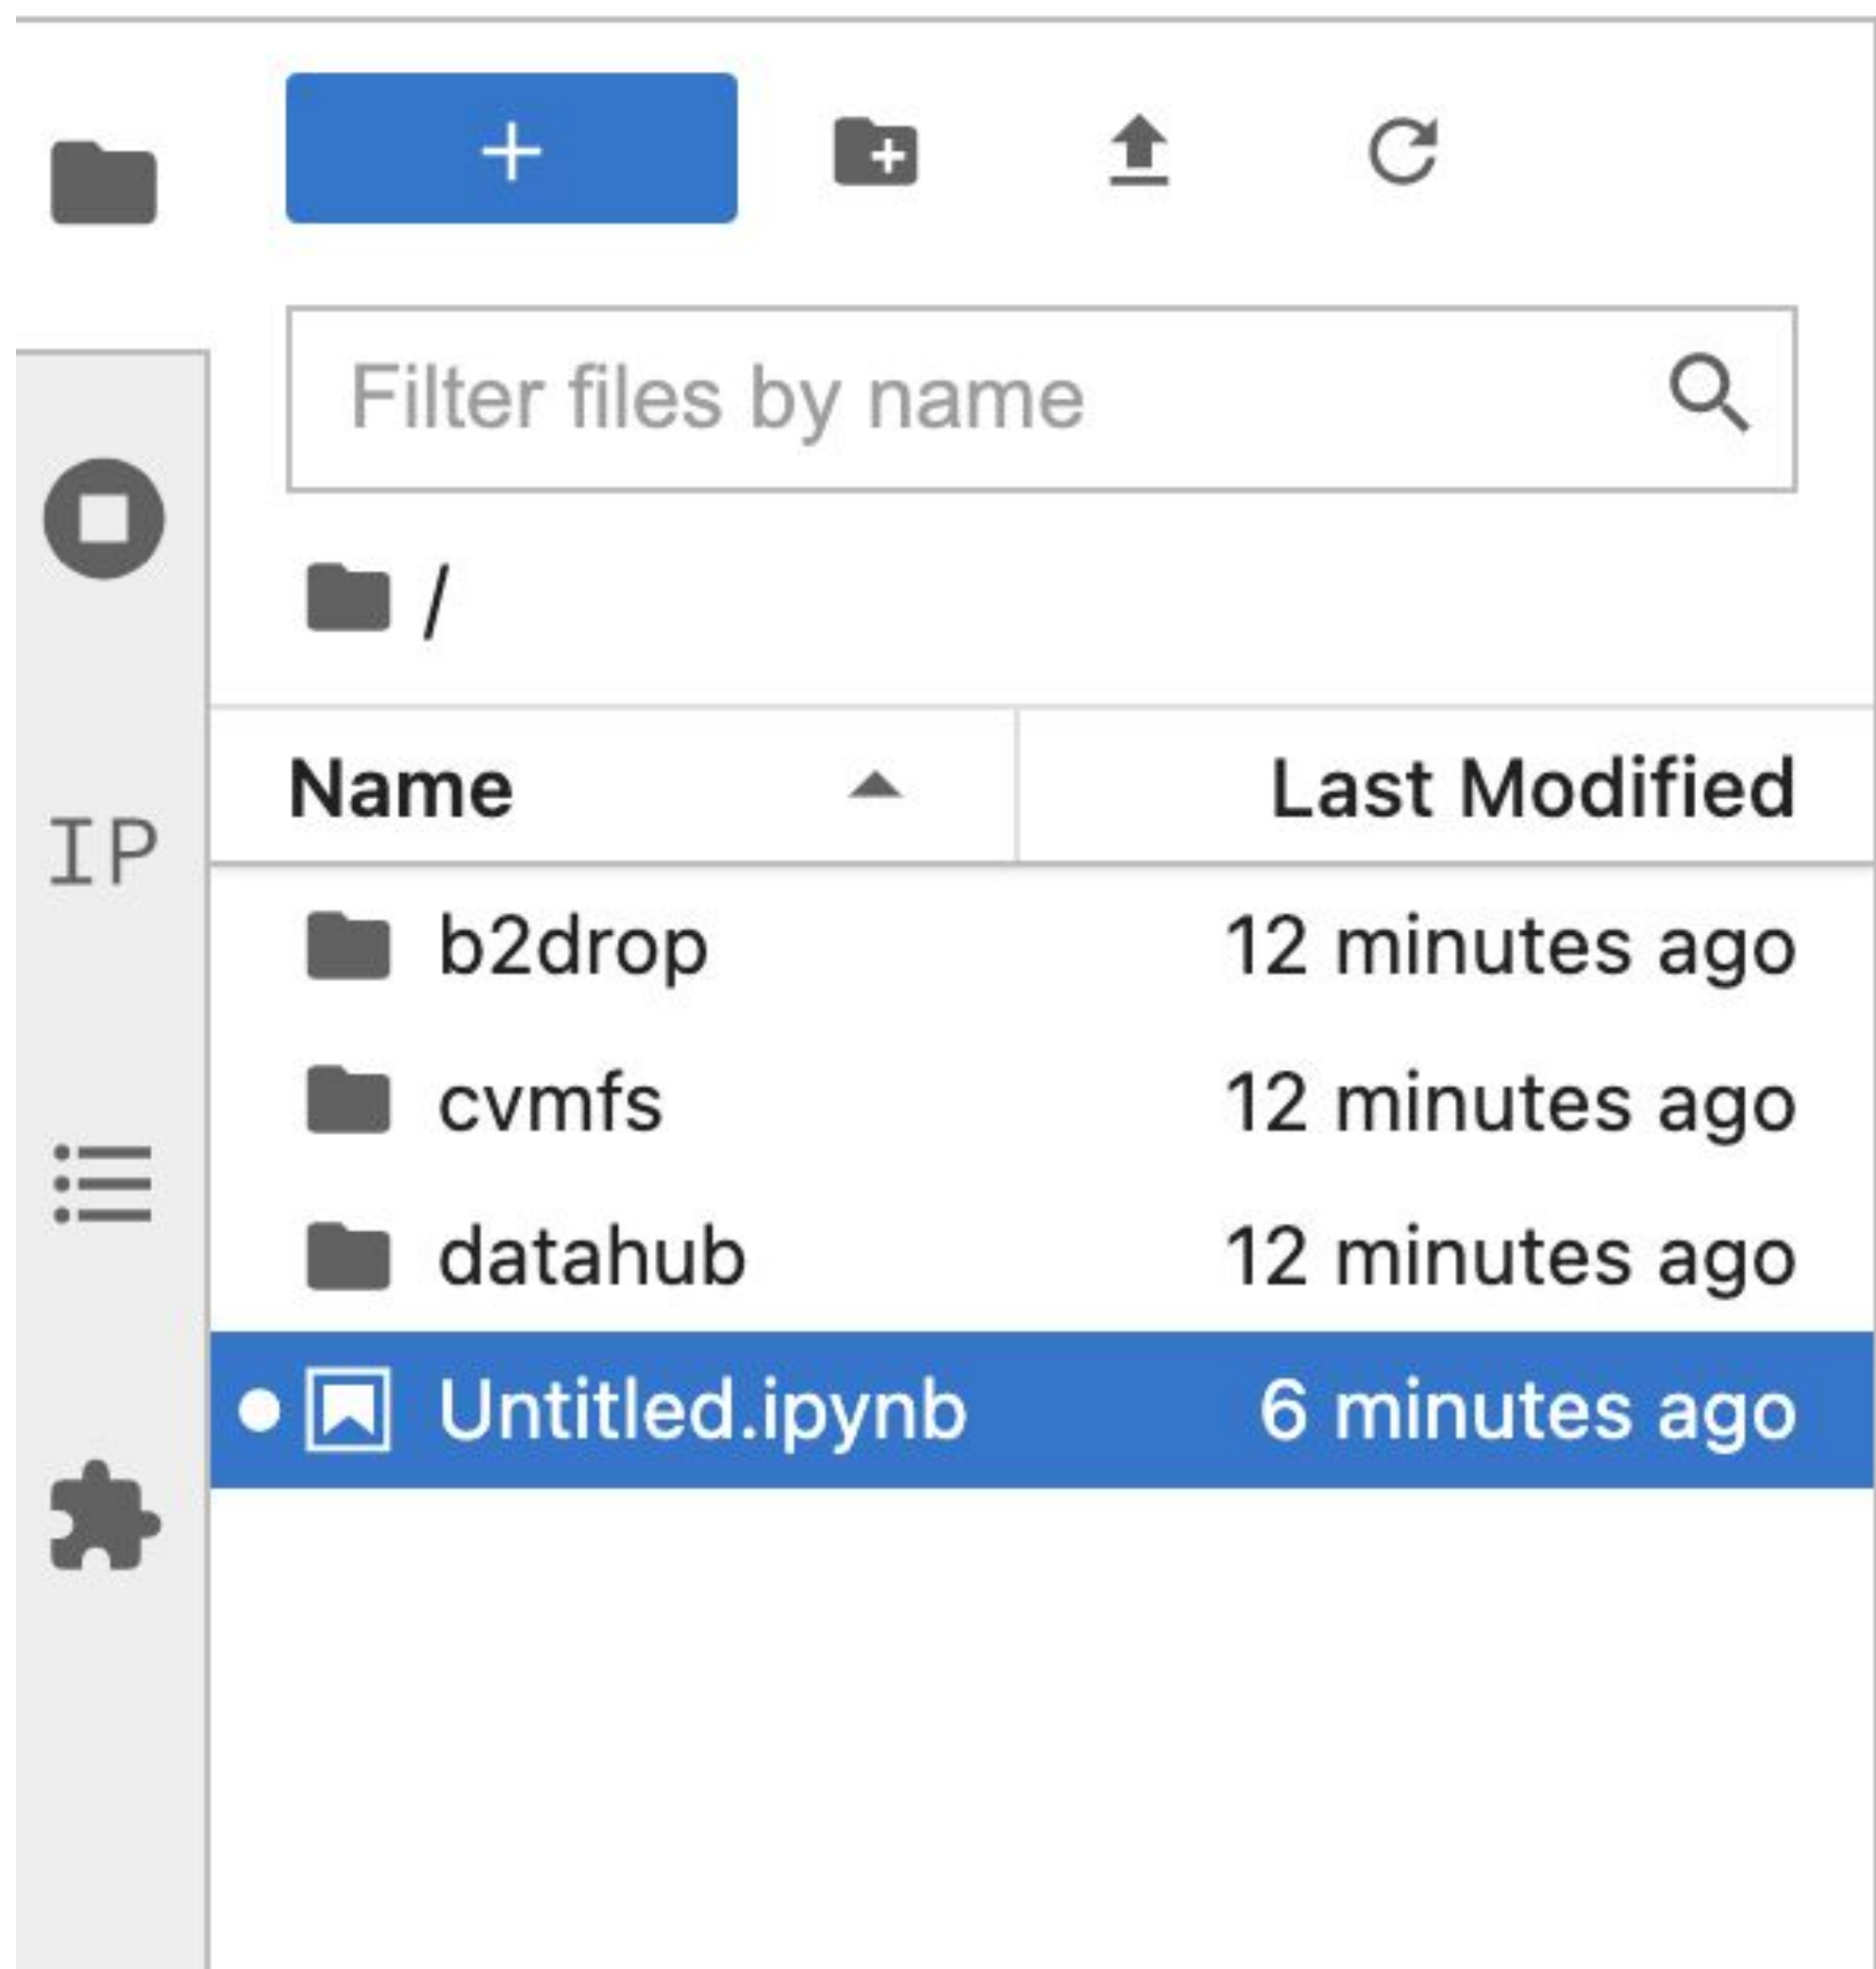 Filter files by name
/
IP
Name Last Modified
b2drop 12 minutes ago
cvmfs 12 minutes ago
datahub 12 minutes ago
Untitled.ipynb 6 minutes ago